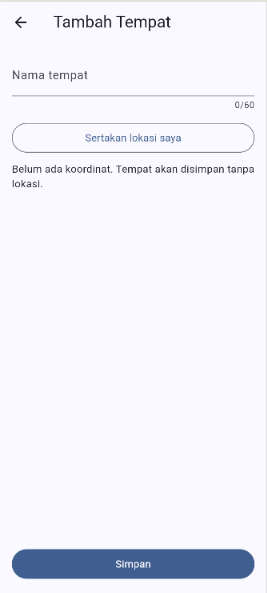 Tambah Tempat
Nama tempat
0/60
Sertakan lokasi saya
Belum ada koordinat. Tempat akan disimpan tanpa
lokasi.
Simpan